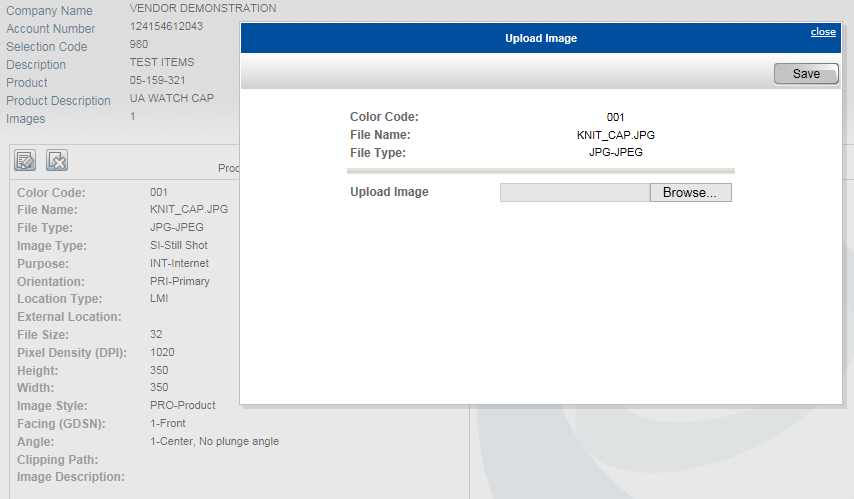 Company Name VENDOR DEMONSTRATION
Account Number 124154612043
Selection Code 980
Description TEST ITEMS
Product 05-159-321
Product Description UA WATCH CAP
Images 1
Upload Image
close
Save
Color Code: 001
File Name: KNIT_CAP.JPG
File Type: JPG-JPEG
Upload Image Browse...
Color Code: 001
File Name: KNIT_CAP.JPG
File Type: JPG-JPEG
Image Type: SI-Still Shot
Purpose: INT-Internet
Orientation: PRI-Primary
Location Type: LMI
External Location:
File Size: 32
Pixel Density (DPI): 1020
Height: 350
Width: 350
Image Style: PRO-Product
Facing (GDSN): 1-Front
Angle: 1-Center, No plunge angle
Clipping Path:
Image Description: